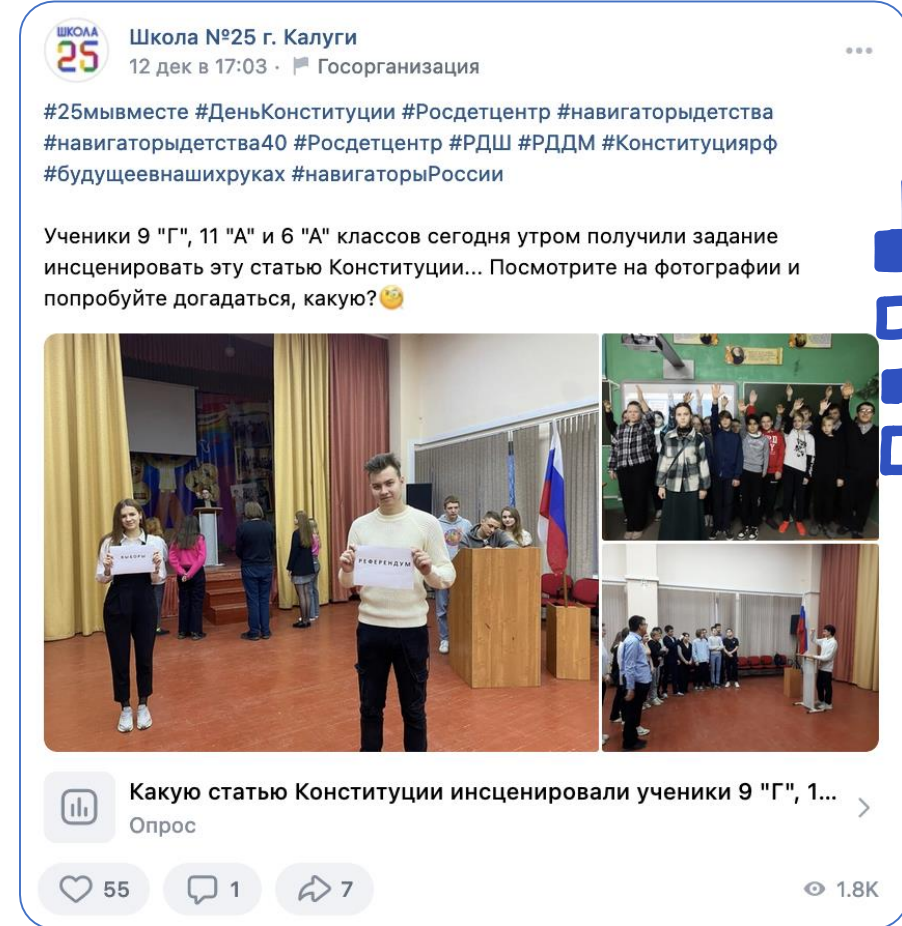 ШКОЛА
25
Школа №25 г. Калуги
12 дек в 17:03 · Госорганизация
#25мывместе #ДеньКонституции #Росдетцентр #навигаторыдетства
#навигаторыдетства40 #Росдетцентр #РДШ #РДДМ #Конституциярф
#будущеевнашихруках #навигаторыРоссии
Ученики 9 "Г", 11 "А" и 6 "А" классов сегодня утром получили задание
инсценировать эту статью Конституции... Посмотрите на фотографии и
попробуйте догадаться, какую?🧐
ВЫБОРЫ
РЕФЕРЕНДУМ
Какую статью Конституции инсценировали ученики 9 "Г", 1...
Опрос
55
1
7
1.8K